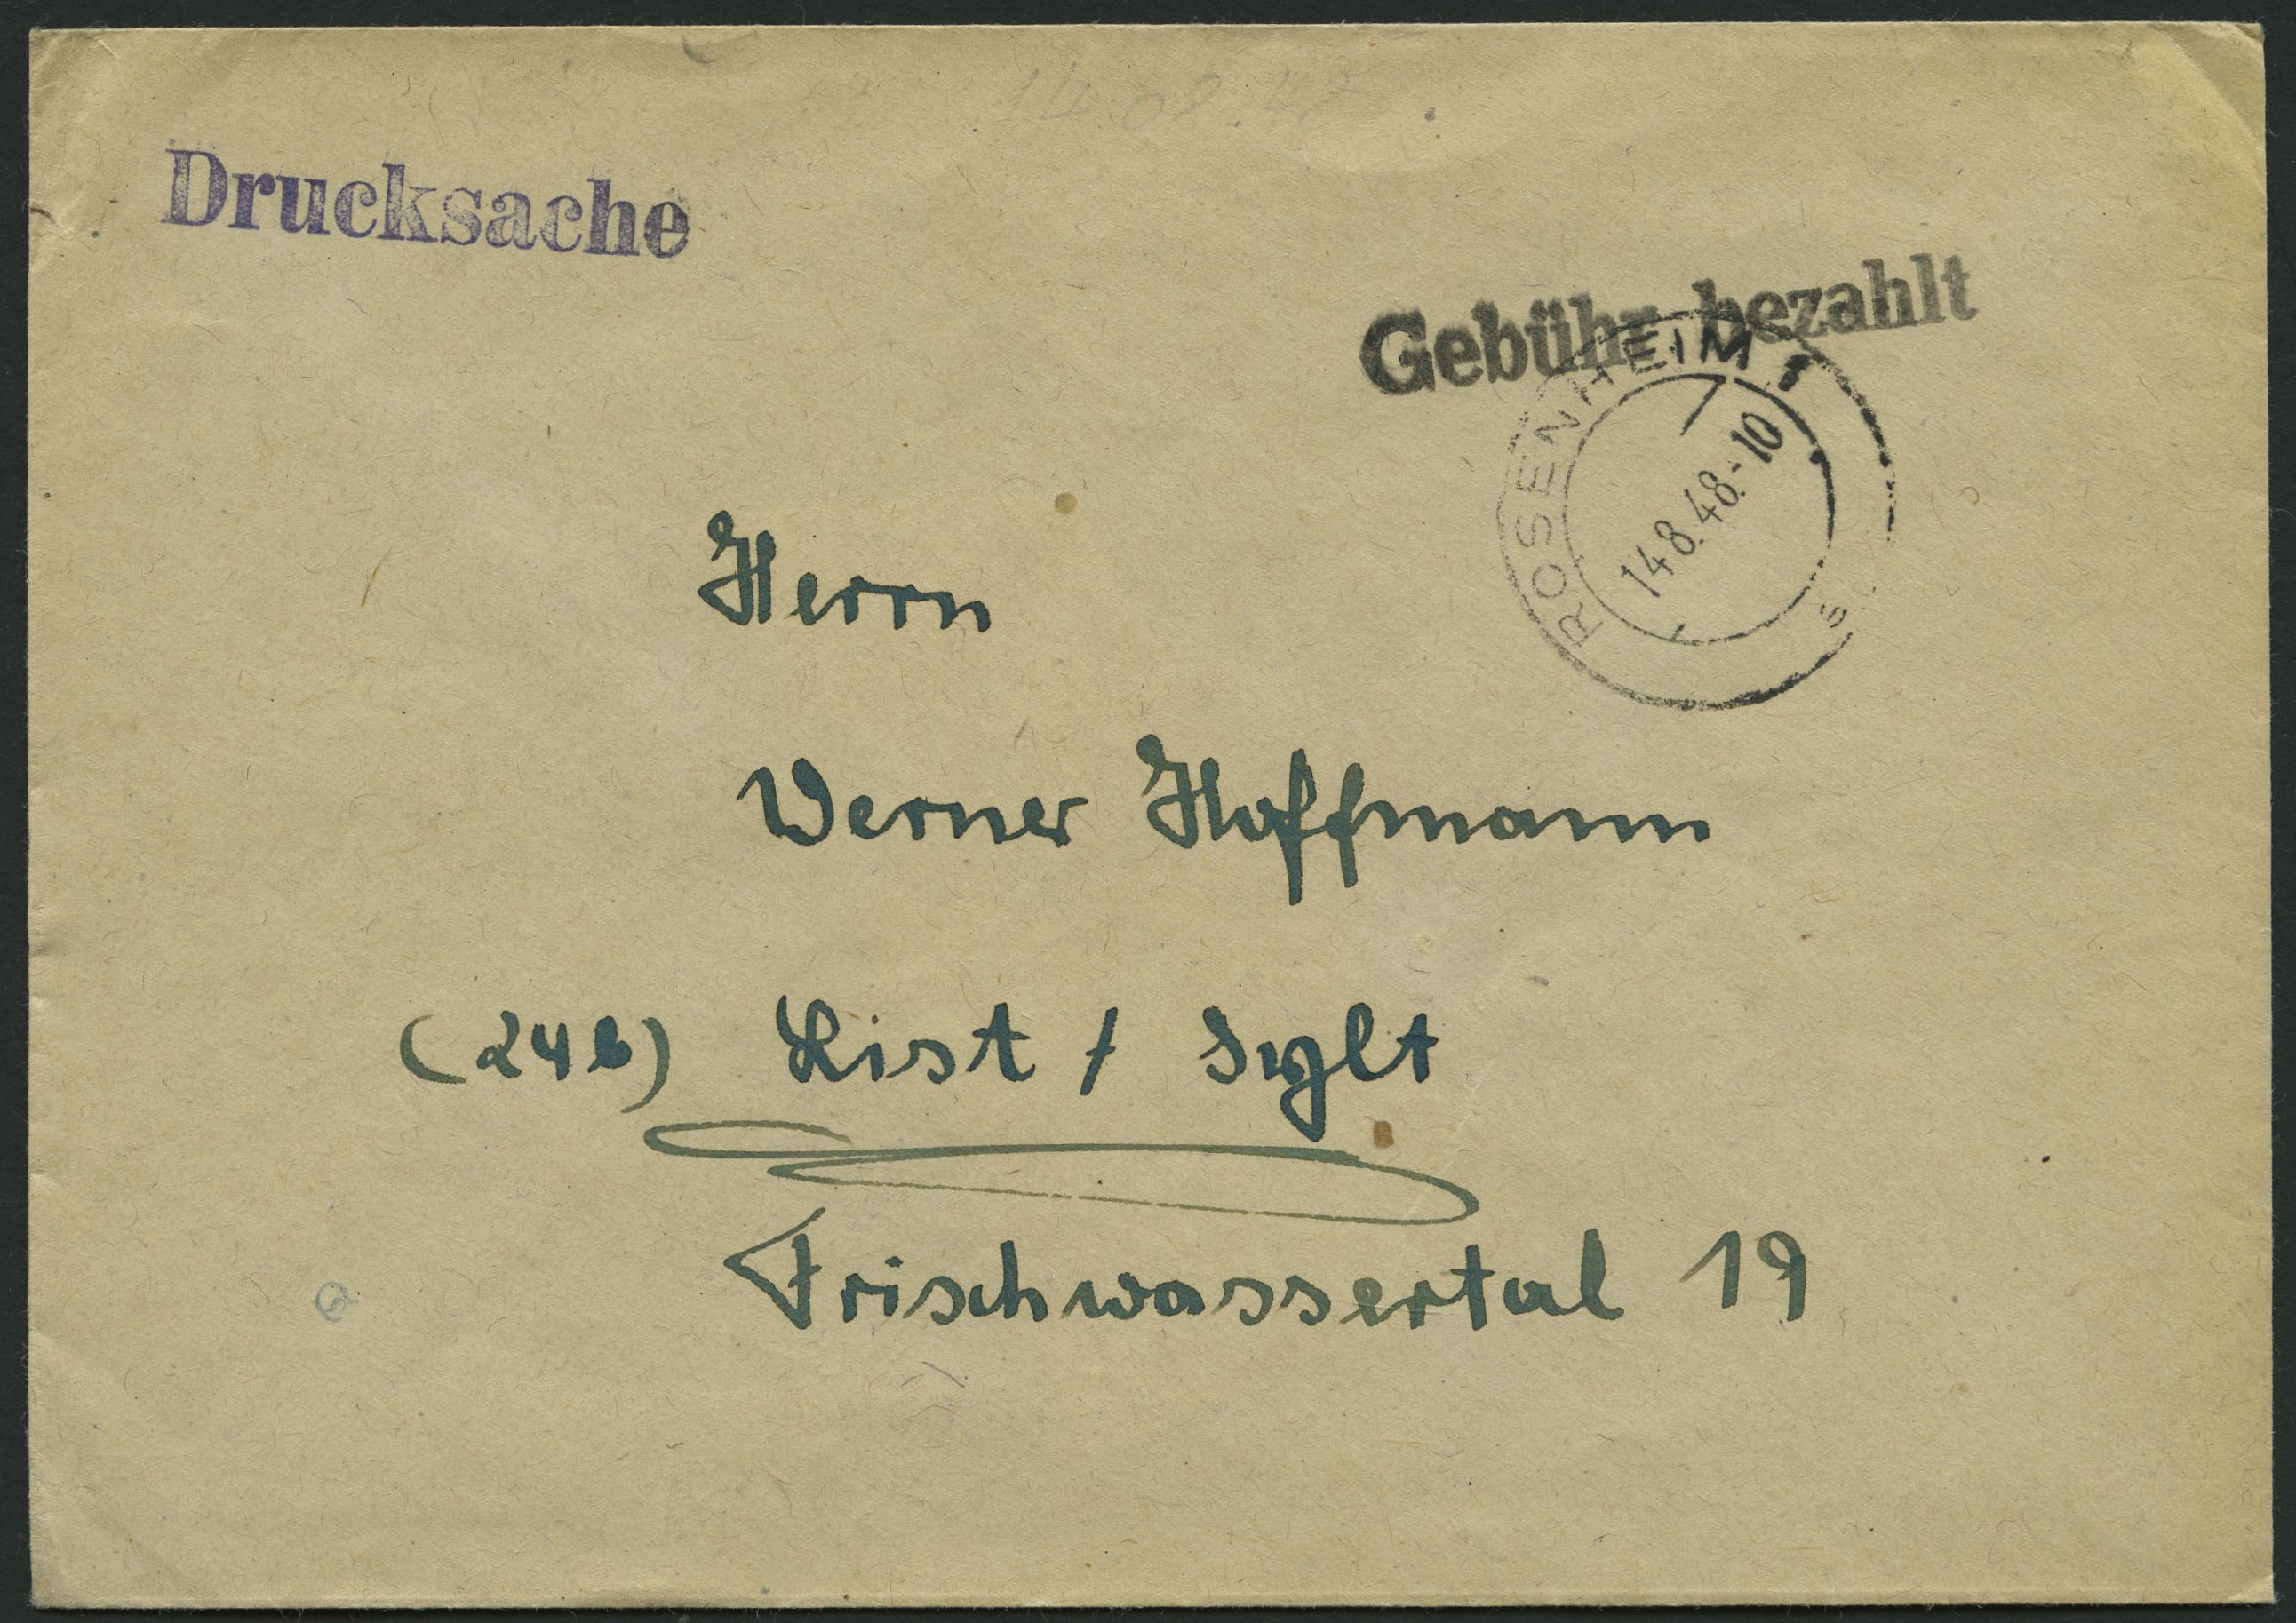 Drucksache
Gebühr bezahlt
ROSENHEIM 1
14.8.48.-10
Herrn
Werner Hoffmann
(24b) List / Sylt
Frischwassertal 19